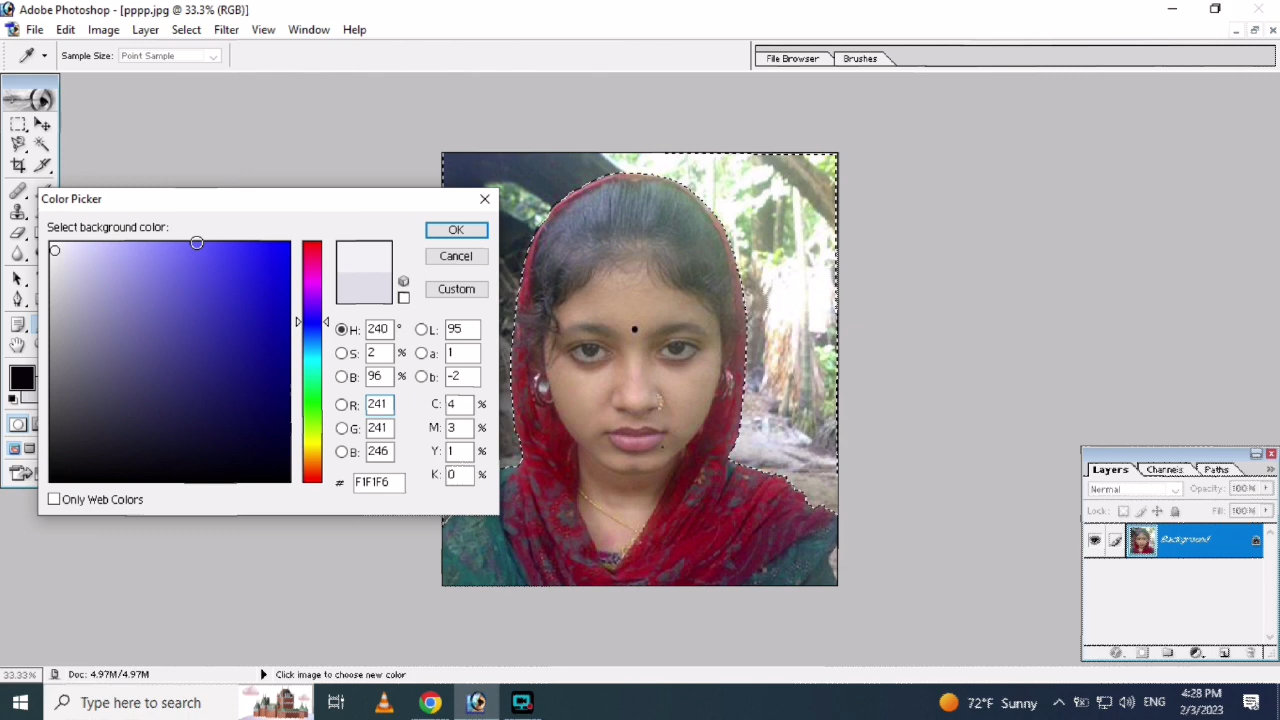 Adobe Photoshop - [pppp.jpg @ 33.3% (RGB)]
File Edit Image Layer Select Filter View Window Help
Sample Size: Point Sample
File Browser Brushes
Color Picker
Select background color:
OK
Cancel
Custom
H: 240 ° L: 95
S: 2 % a: 1
B: 96 % b: -2
R: 241 C: 4 %
G: 241 M: 3 %
B: 246 Y: 1 %
# F1F1F6 K: 0 %
Only Web Colors
Layers Channels Paths
Normal Opacity: 100%
Lock: Fill: 100%
Background
33.33% Doc: 4.97M/4.97M Click image to choose new color
Type here to search
72°F Sunny ENG
4:28 PM
2/3/2023